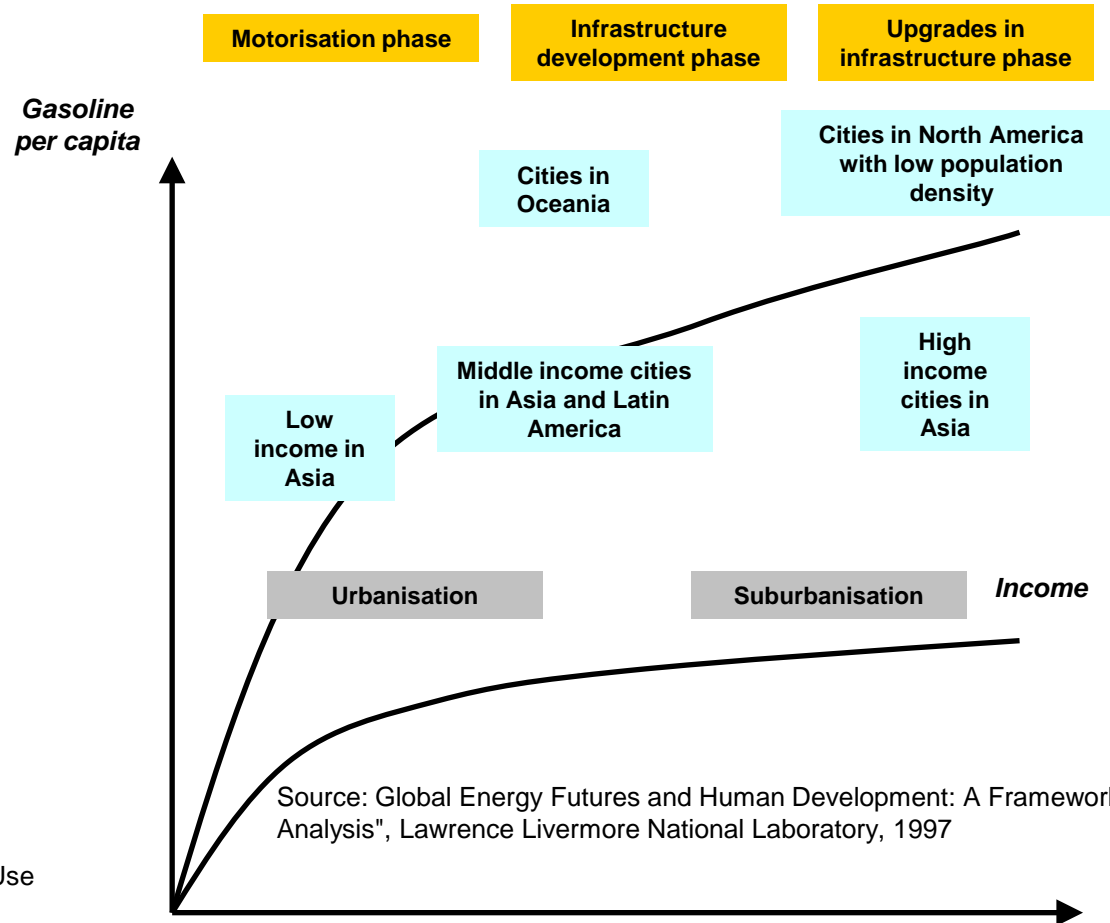 Motorisation phase
Infrastructure
development phase
Upgrades in
infrastructure phase
Gasoline
per capita
Cities in North America
with low population
density
Cities in
Oceania
High
income
cities in
Asia
Middle income cities
in Asia and Latin
America
Low
income in
Asia
Urbanisation
Suburbanisation
Income
Source: Global Energy Futures and Human Development: A Framework
Analysis", Lawrence Livermore National Laboratory, 1997
Use